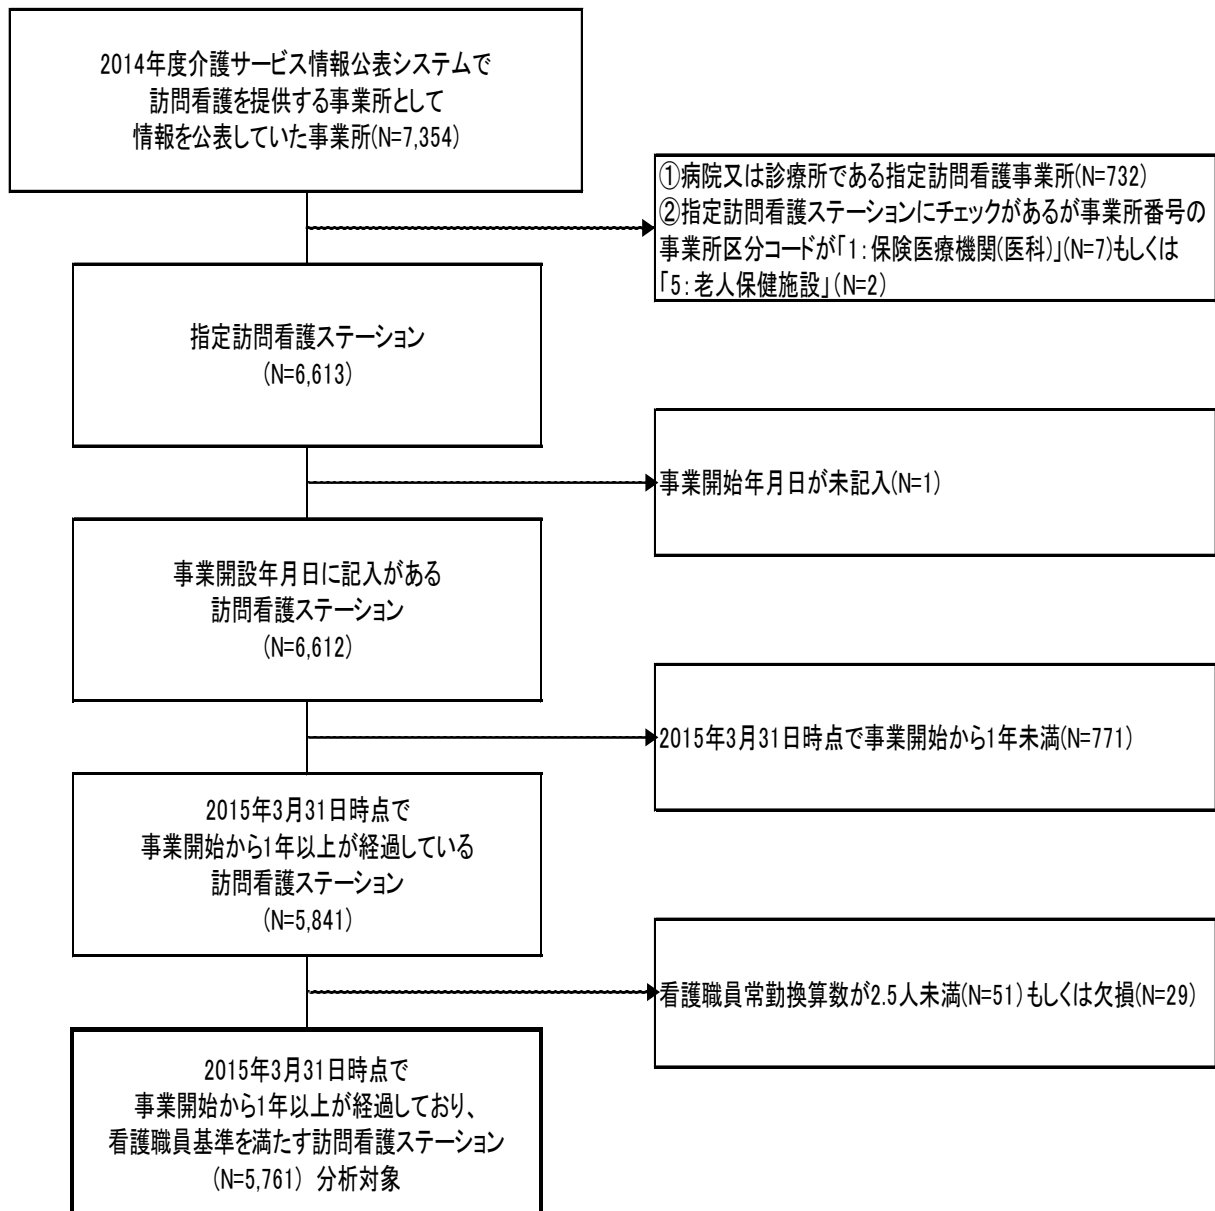 2014年度介護サービス情報公表システムで
訪問看護を提供する事業所として
情報を公表していた事業所(N=7,354)
①病院又は診療所である指定訪問看護事業所(N=732)
②指定訪問看護ステーションにチェックがあるが事業所番号の
事業所区分コードが「1:保険医療機関(医科)」(N=7)もしくは
「5:老人保健施設」(N=2)
指定訪問看護ステーション
(N=6,613)
事業開始年月日が未記入(N=1)
事業開設年月日に記入がある
訪問看護ステーション
(N=6,612)
2015年3月31日時点で事業開始から1年未満(N=771)
2015年3月31日時点で
事業開始から1年以上が経過している
訪問看護ステーション
(N=5,841)
看護職員常勤換算数が2.5人未満(N=51)もしくは欠損(N=29)
2015年3月31日時点で
事業開始から1年以上が経過しており、
看護職員基準を満たす訪問看護ステーション
(N=5,761) 分析対象